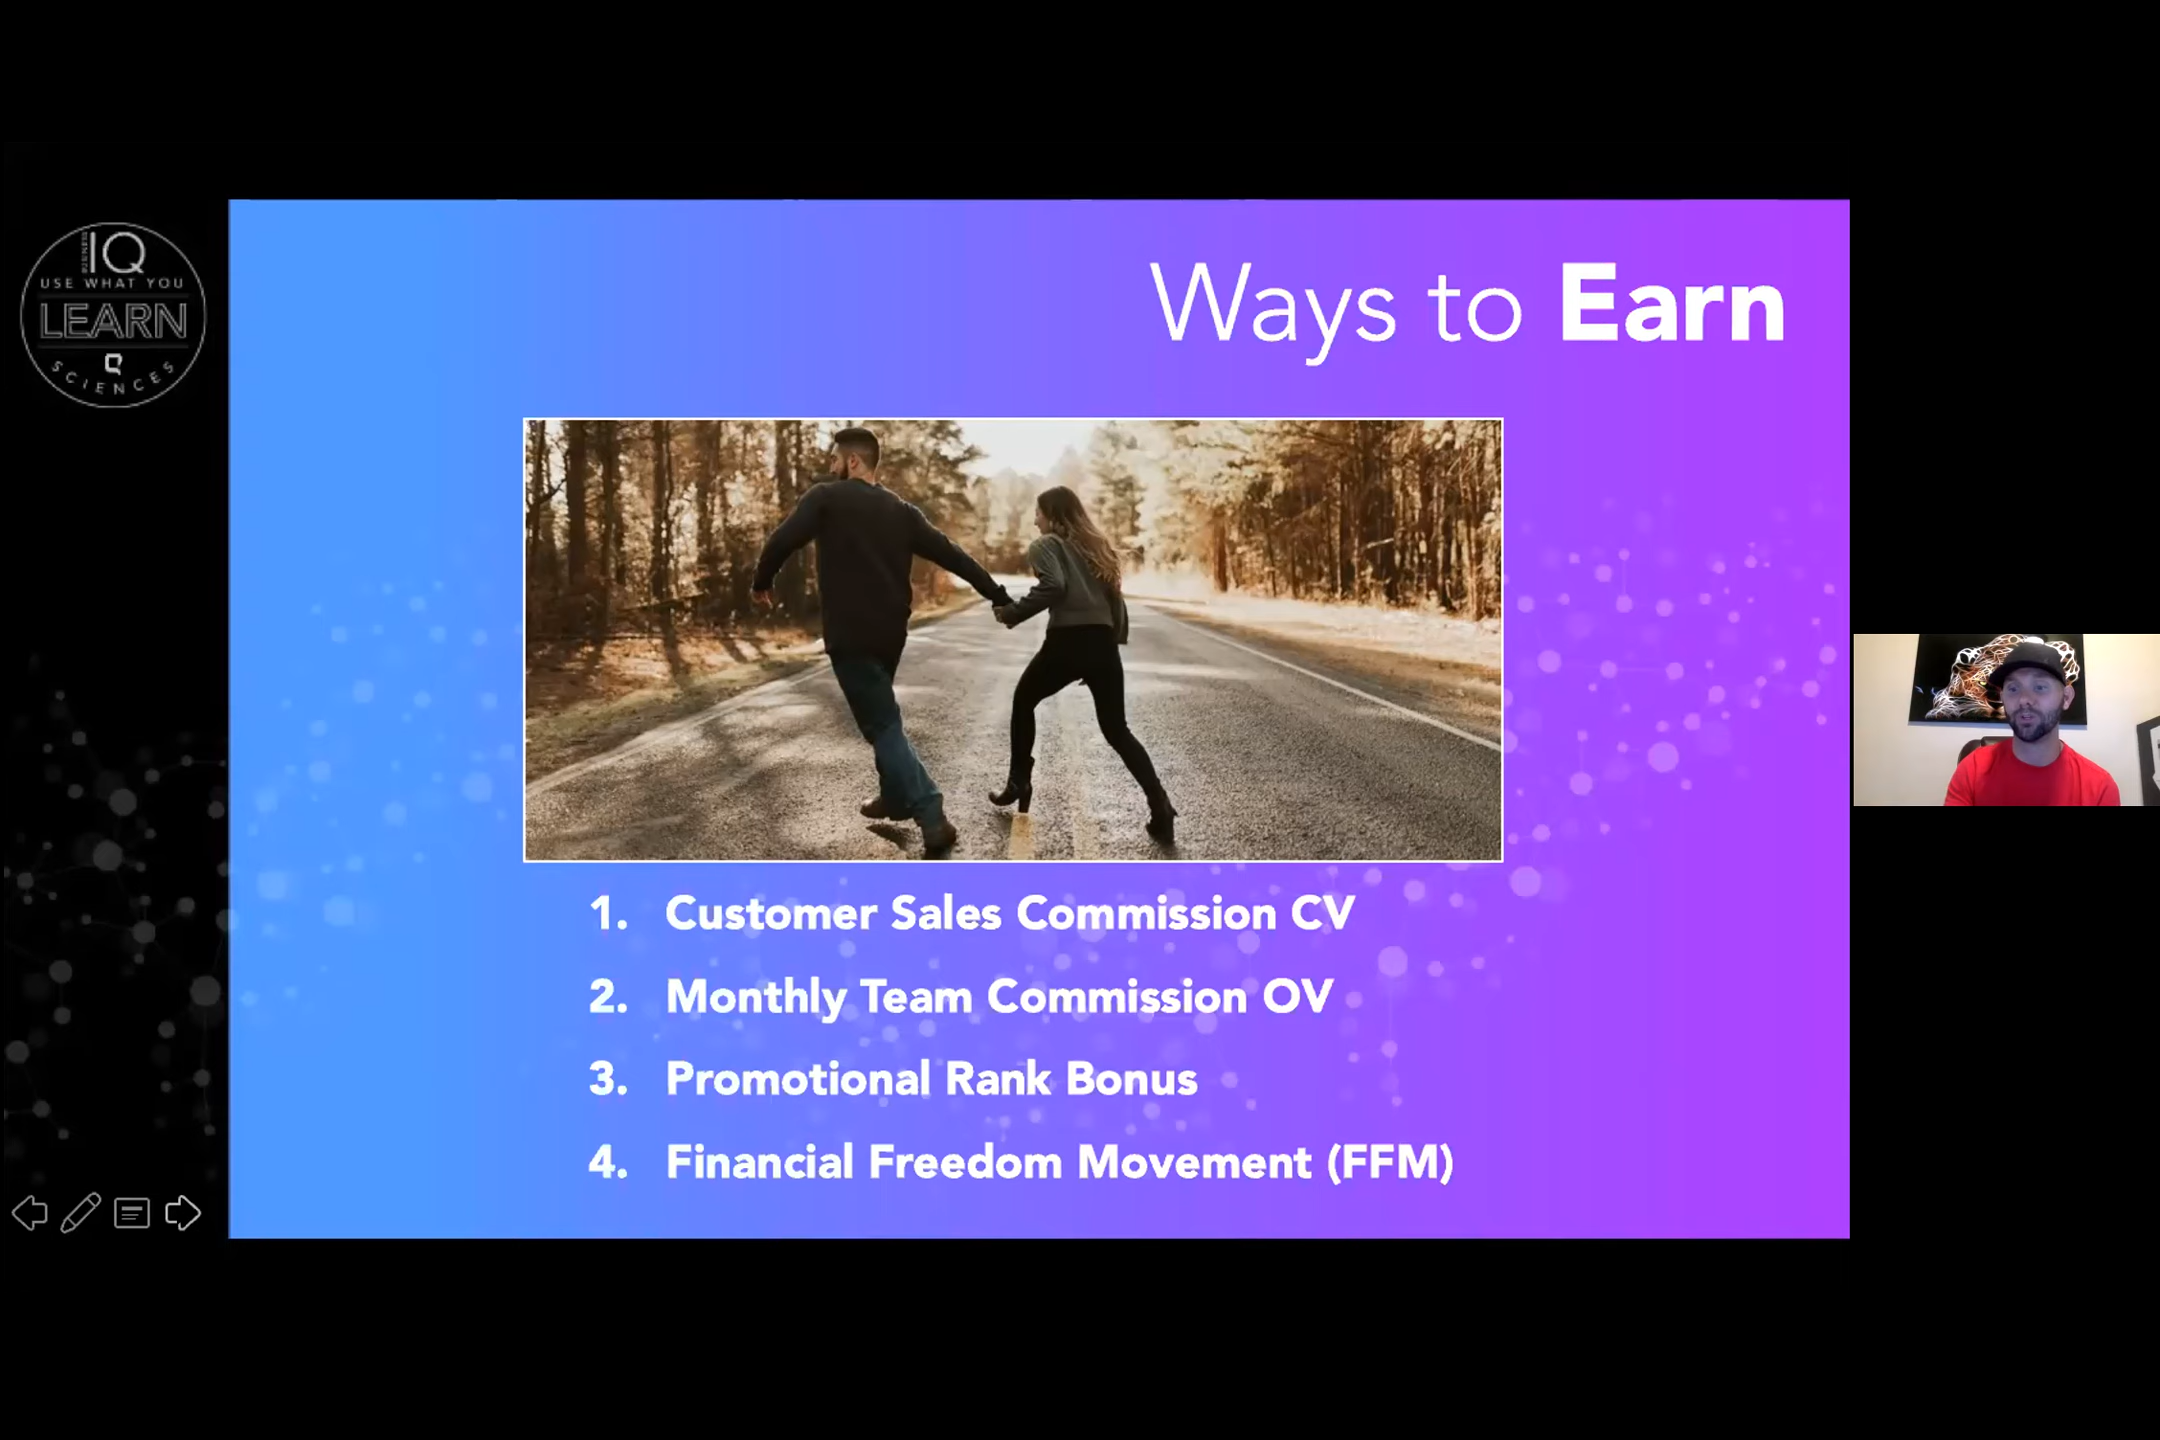 IQ
USE WHAT YOU
LEARN
SCIENCES
Ways to Earn
1. Customer Sales Commission CV
2. Monthly Team Commission OV
3. Promotional Rank Bonus
4. Financial Freedom Movement (FFM)